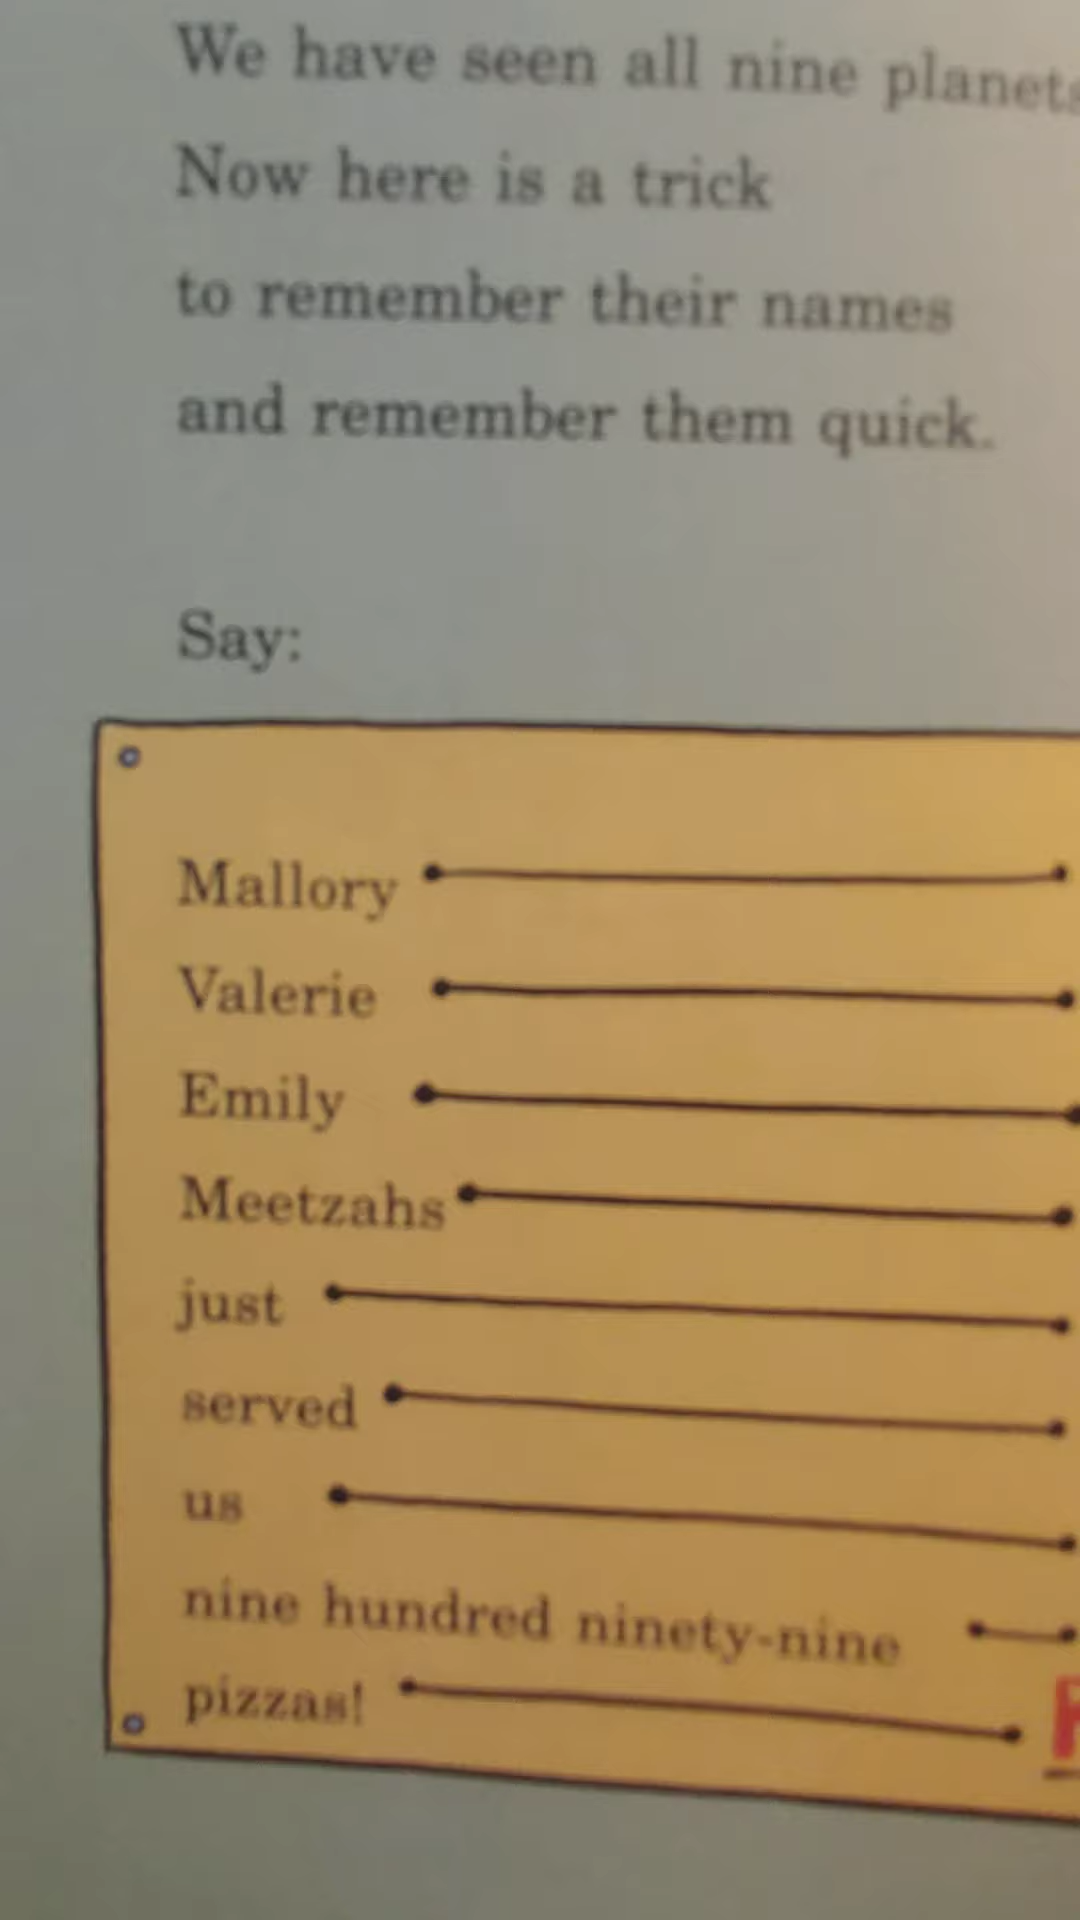 We have seen all nine planets
Now here is a trick
to remember their names
and remember them quick.
Say:
Mallory
Valerie
Emily
Meetzahs
just
served
us
nine hundred ninety-nine
pizzas!